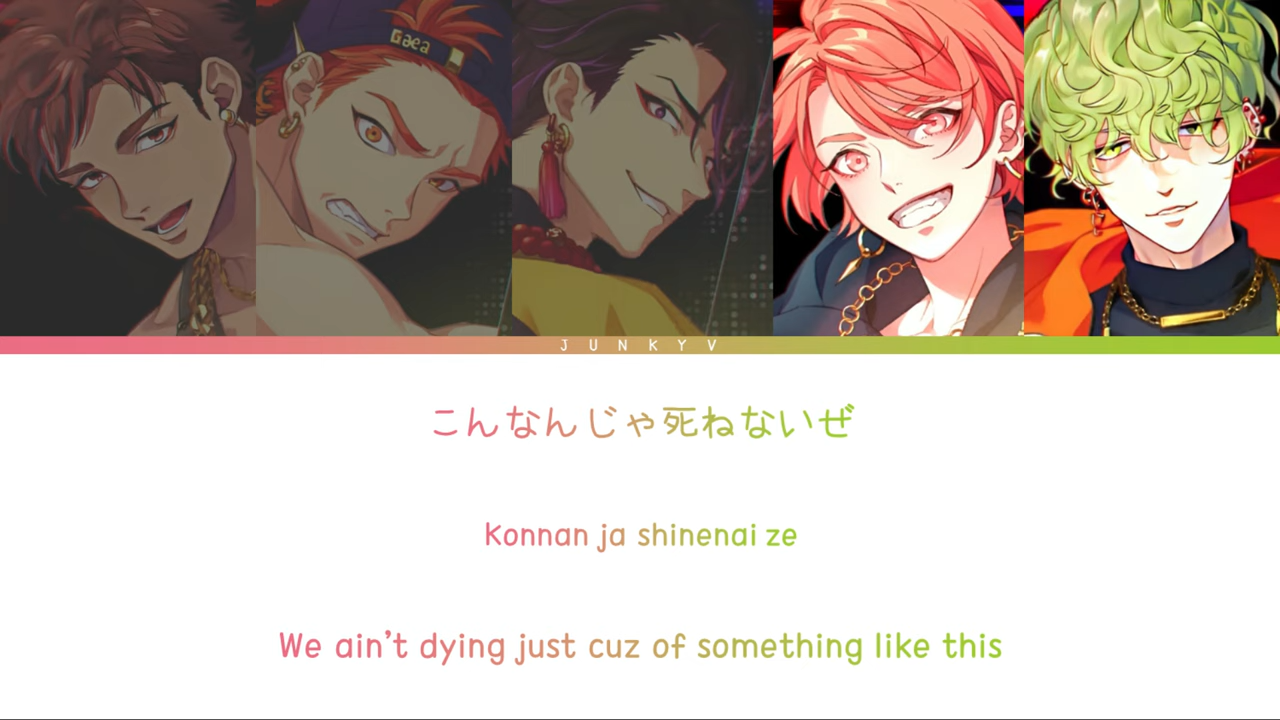 Gaea
JUNKYV
こんなんじゃ死ねないぜ
Konnan ja shinenai ze
We ain't dying just cuz of something like this